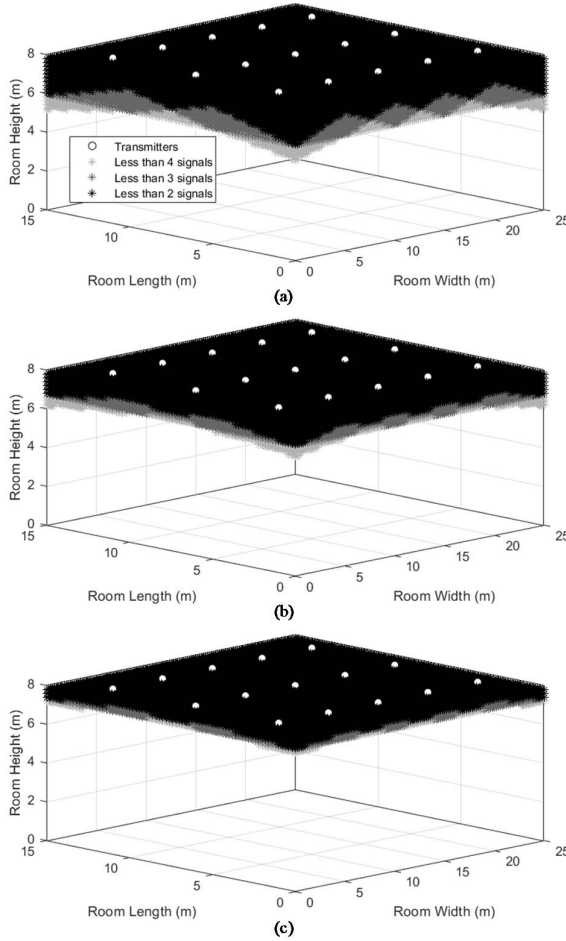 8
6
4
2
0
Room Height (m)
Transmitters
Less than 4 signals
Less than 3 signals
Less than 2 signals
15
10
5
0
Room Length (m)
0
5
10
15
20
25
Room Width (m)
(a)
8
6
4
2
0
Room Height (m)
15
10
5
0
Room Length (m)
0
5
10
15
20
25
Room Width (m)
(b)
8
6
4
2
0
Room Height (m)
15
10
5
0
Room Length (m)
0
5
10
15
20
25
Room Width (m)
(c)